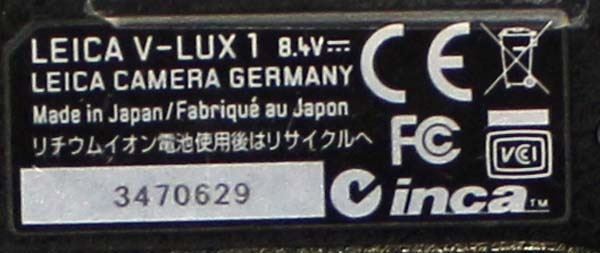 LEICA V-LUX 1 8.4V⎓
LEICA CAMERA GERMANY
Made in Japan/Fabriqué au Japon
リチウムイオン電池使用後はリサイクルへ
3470629
CE
FC
VCI
inca™